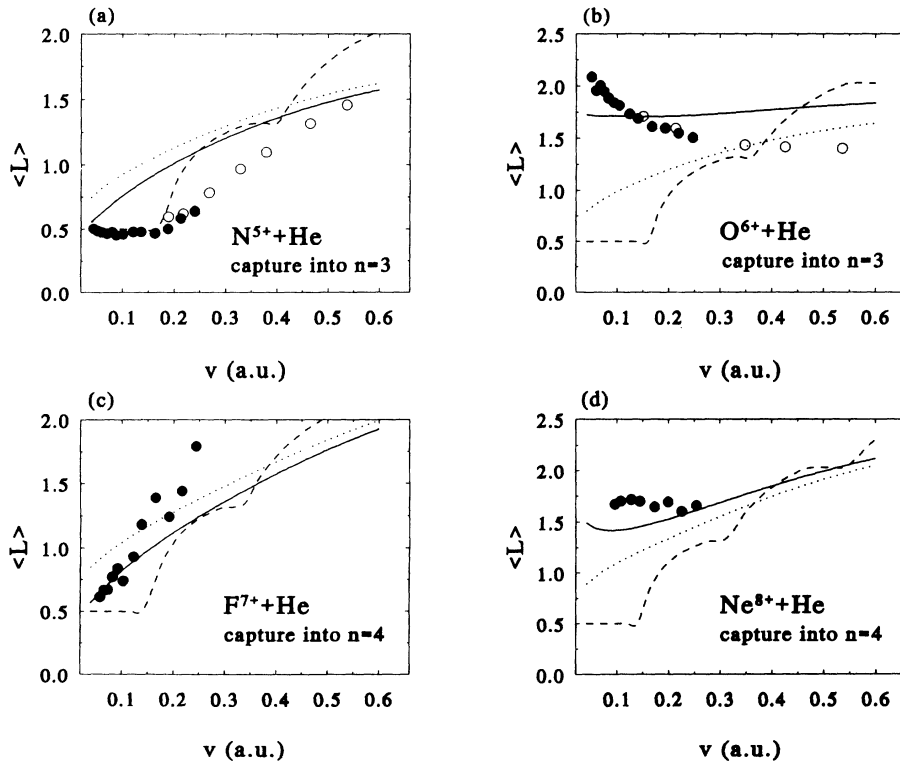 (a)
2.0
1.5
1.0
0.5
0.0
<L>
N5++He
capture into n=3
0.1 0.2 0.3 0.4 0.5 0.6
v (a.u.)
(b)
2.5
2.0
1.5
1.0
0.5
0.0
<L>
O6++He
capture into n=3
0.1 0.2 0.3 0.4 0.5 0.6
v (a.u.)
(c)
2.0
1.5
1.0
0.5
0.0
<L>
F7++He
capture into n=4
0.1 0.2 0.3 0.4 0.5 0.6
v (a.u.)
(d)
2.5
2.0
1.5
1.0
0.5
0.0
<L>
Ne8++He
capture into n=4
0.1 0.2 0.3 0.4 0.5 0.6
v (a.u.)